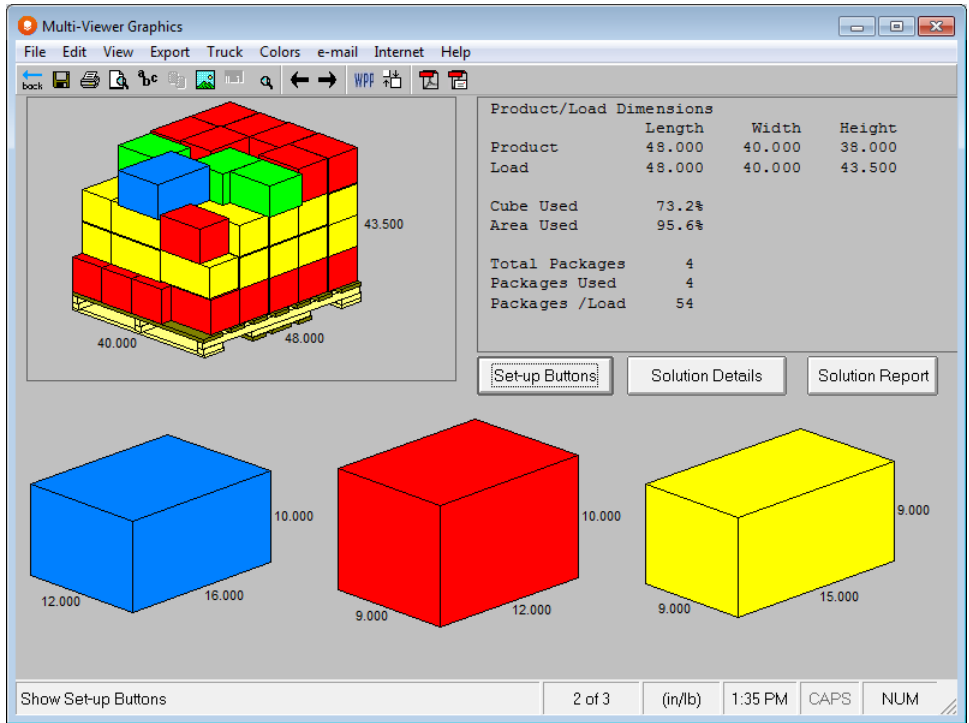 Multi-Viewer Graphics
File Edit View Export Truck Colors e-mail Internet Help
back abc WPF
43.500
40.000
48.000
Product/Load Dimensions
Length Width Height
Product 48.000 40.000 38.000
Load 48.000 40.000 43.500
Cube Used 73.2%
Area Used 95.6%
Total Packages 4
Packages Used 4
Packages /Load 54
Set-up Buttons Solution Details Solution Report
10.000
12.000
16.000
10.000
9.000
12.000
9.000
9.000
15.000
Show Set-up Buttons 2 of 3 (in/lb) 1:35 PM CAPS NUM